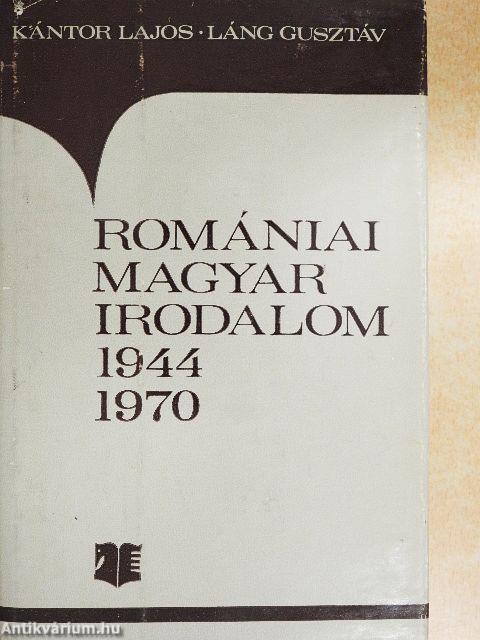 KÁNTOR LAJOS · LÁNG GUSZTÁV
ROMÁNIAI
MAGYAR
IRODALOM
1944
1970
Antikvárium.hu